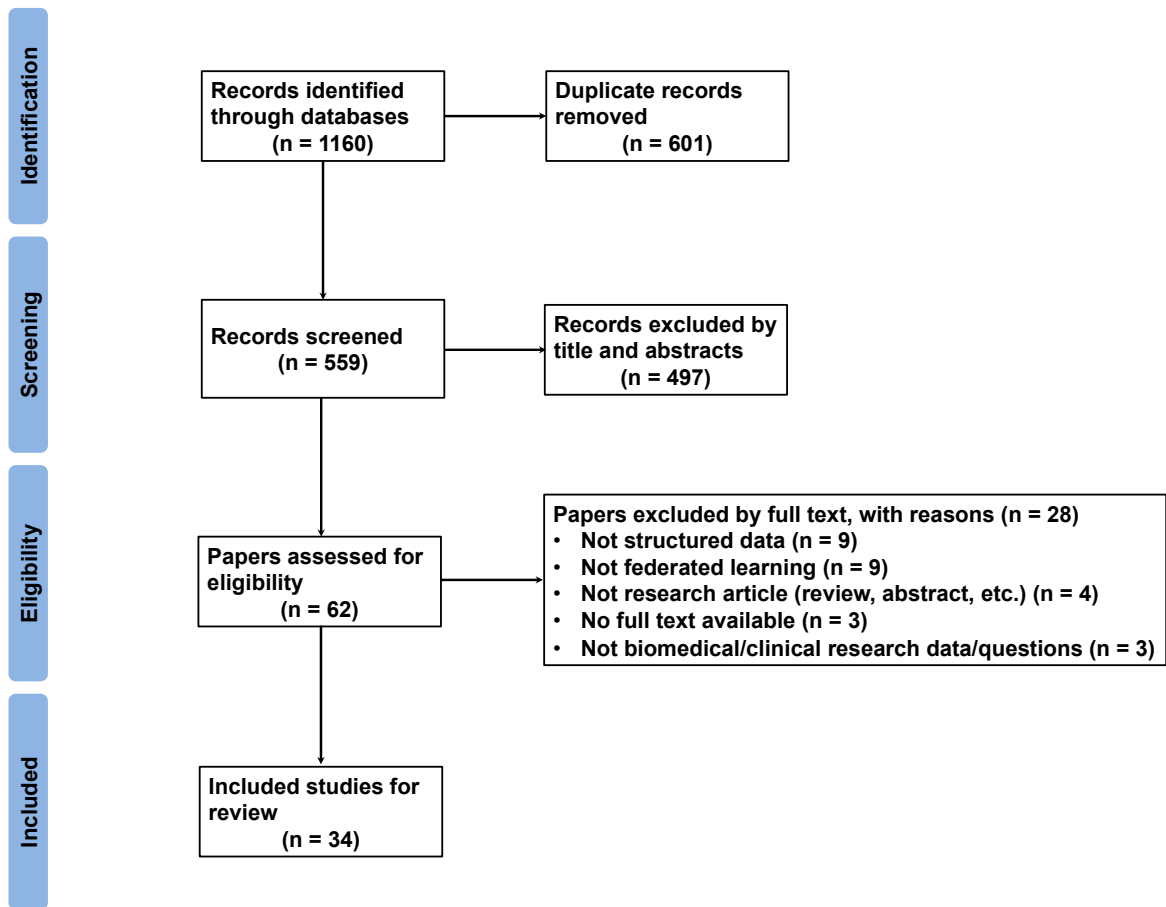 Identification
Records identified
through databases
(n = 1160)
Duplicate records
removed
(n = 601)
Screening
Records screened
(n = 559)
Records excluded by
title and abstracts
(n = 497)
Eligibility
Papers assessed for
eligibility
(n = 62)
Papers excluded by full text, with reasons (n = 28)
• Not structured data (n = 9)
• Not federated learning (n = 9)
• Not research article (review, abstract, etc.) (n = 4)
• No full text available (n = 3)
• Not biomedical/clinical research data/questions (n = 3)
Included
Included studies for
review
(n = 34)